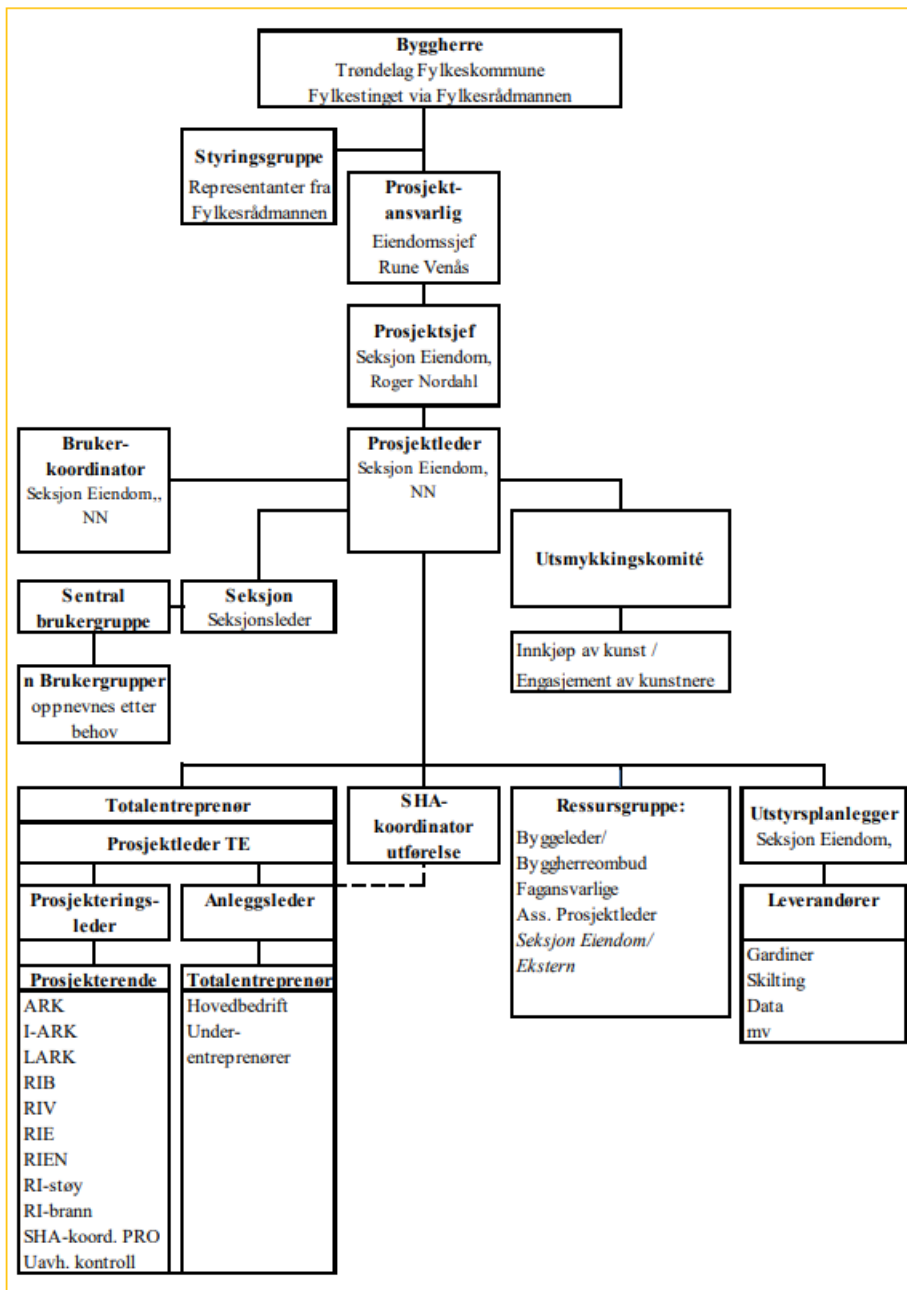 Byggherre
Trøndelag Fylkeskommune
Fylkestinget via Fylkesrådmannen
Styringsgruppe
Representanter fra
Fylkesrådmannen
Prosjekt-
ansvarlig
Eiendomssjef
Rune Venås
Prosjektsjef
Seksjon Eiendom,
Roger Nordahl
Bruker-
koordinator
Seksjon Eiendom,,
NN
Prosjektleder
Seksjon Eiendom,
NN
Utsmykkingskomité
Innkjøp av kunst /
Engasjement av kunstnere
Sentral
brukergruppe
Seksjon
Seksjonsleder
n Brukergrupper
oppnevnes etter
behov
Totalentreprenør
Prosjektleder TE
Prosjekterings-
leder
Anleggsleder
Prosjekterende
ARK
I-ARK
LARK
RIB
RIV
RIE
RIEN
RI-støy
RI-brann
SHA-koord. PRO
Uavh. kontroll
Totalentreprenør
Hovedbedrift
Under-
entreprenører
SHA-
koordinator
utførelse
Ressursgruppe:
Byggeleder/
Byggherreombud
Fagansvarlige
Ass. Prosjektleder
Seksjon Eiendom/
Ekstern
Utstyrsplanlegger
Seksjon Eiendom,
Leverandører
Gardiner
Skilting
Data
mv